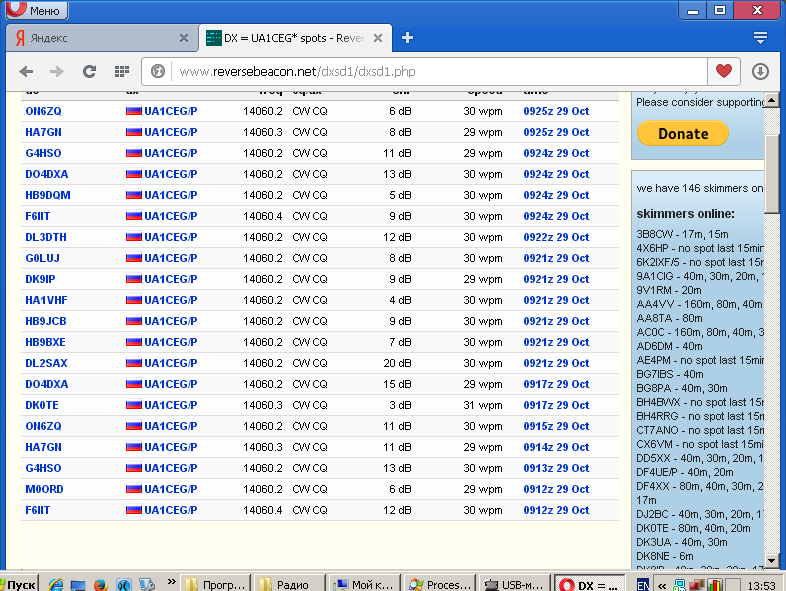 Меню
Яндекс
DX = UA1CEG* spots - Rever
www.reversebeacon.net/dxsd1/dxsd1.php
de dx freq cq/dx snr speed time
ON6ZQ UA1CEG/P 14060.2 CW CQ 6 dB 30 wpm 0925z 29 Oct
HA7GN UA1CEG/P 14060.3 CW CQ 8 dB 29 wpm 0925z 29 Oct
G4HSO UA1CEG/P 14060.2 CW CQ 11 dB 29 wpm 0924z 29 Oct
DO4DXA UA1CEG/P 14060.2 CW CQ 13 dB 30 wpm 0924z 29 Oct
HB9DQM UA1CEG/P 14060.2 CW CQ 5 dB 30 wpm 0924z 29 Oct
F6IIT UA1CEG/P 14060.4 CW CQ 9 dB 30 wpm 0924z 29 Oct
DL3DTH UA1CEG/P 14060.2 CW CQ 12 dB 30 wpm 0922z 29 Oct
G0LUJ UA1CEG/P 14060.2 CW CQ 8 dB 30 wpm 0921z 29 Oct
DK9IP UA1CEG/P 14060.2 CW CQ 9 dB 29 wpm 0921z 29 Oct
HA1VHF UA1CEG/P 14060.2 CW CQ 4 dB 30 wpm 0921z 29 Oct
HB9JCB UA1CEG/P 14060.2 CW CQ 9 dB 30 wpm 0921z 29 Oct
HB9BXE UA1CEG/P 14060.2 CW CQ 7 dB 30 wpm 0921z 29 Oct
DL2SAX UA1CEG/P 14060.2 CW CQ 20 dB 30 wpm 0921z 29 Oct
DO4DXA UA1CEG/P 14060.2 CW CQ 15 dB 29 wpm 0917z 29 Oct
DK0TE UA1CEG/P 14060.3 CW CQ 3 dB 31 wpm 0917z 29 Oct
ON6ZQ UA1CEG/P 14060.2 CW CQ 11 dB 30 wpm 0915z 29 Oct
HA7GN UA1CEG/P 14060.3 CW CQ 11 dB 29 wpm 0914z 29 Oct
G4HSO UA1CEG/P 14060.2 CW CQ 13 dB 30 wpm 0913z 29 Oct
M0ORD UA1CEG/P 14060.2 CW CQ 6 dB 29 wpm 0912z 29 Oct
F6IIT UA1CEG/P 14060.4 CW CQ 12 dB 30 wpm 0912z 29 Oct
Please consider supporting
Donate
we have 146 skimmers on
skimmers online:
3B8CW - 17m, 15m
4X6HP - no spot last 15min
6K2IXF/5 - no spot last 15
9A1CIG - 40m, 30m, 20m, 1
9V1RM - 20m
AA4VV - 160m, 80m, 40m
AA8TA - 80m
AC0C - 160m, 80m, 40m, 3
AD6DM - 40m
AE4PM - no spot last 15min
BG7IBS - 40m
BG8PA - 40m, 30m
BH4BWX - no spot last 15
BH4RRG - no spot last 15
CT7ANO - no spot last 15
CX6VM - no spot last 15mi
DD5XX - 40m, 30m, 20m, 1
DF4UE/P - 40m, 20m
DF4XX - 80m, 40m, 30m, 2
17m
DJ2BC - 40m, 30m, 20m, 1
DK0TE - 80m, 40m, 20m
DK3UA - 40m, 30m
DK8NE - 6m
Пуск
Прогр...
Радио
Мой к...
Proces...
USB-м...
DX = ...
EN
13:53